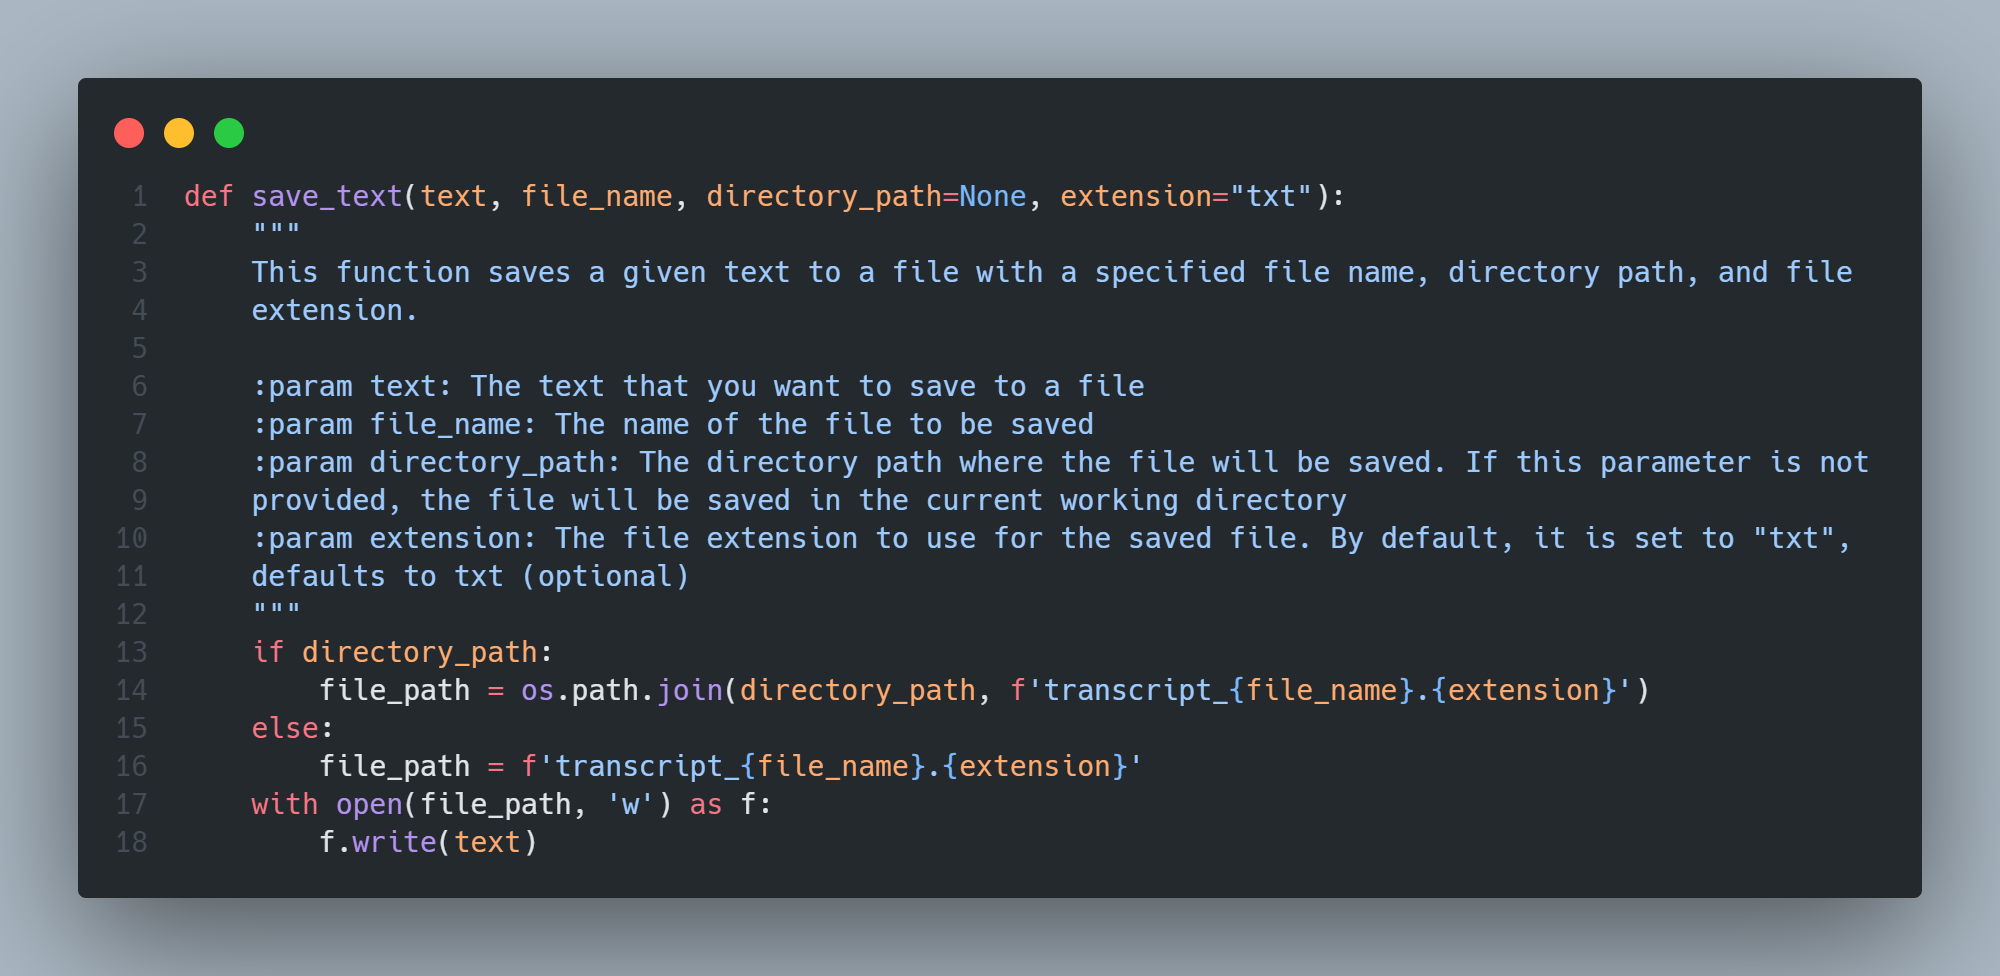 1 def save_text(text, file_name, directory_path=None, extension="txt"):
2     """
3     This function saves a given text to a file with a specified file name, directory path, and file
4     extension.
5
6     :param text: The text that you want to save to a file
7     :param file_name: The name of the file to be saved
8     :param directory_path: The directory path where the file will be saved. If this parameter is not
9     provided, the file will be saved in the current working directory
10     :param extension: The file extension to use for the saved file. By default, it is set to "txt",
11     defaults to txt (optional)
12     """
13     if directory_path:
14         file_path = os.path.join(directory_path, f'transcript_{file_name}.{extension}')
15     else:
16         file_path = f'transcript_{file_name}.{extension}'
17     with open(file_path, 'w') as f:
18         f.write(text)